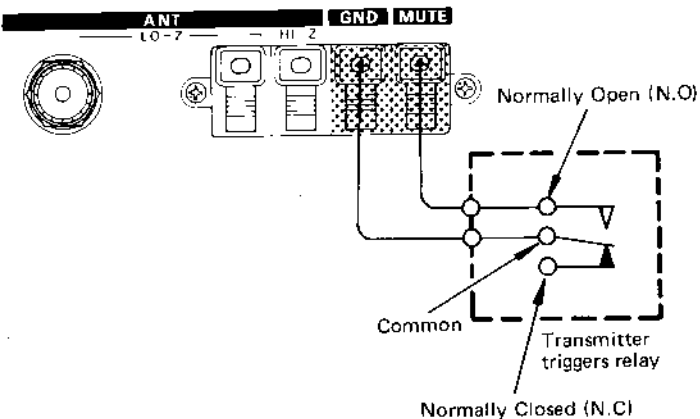 ANT GND MUTE
LO-Z HI Z
Normally Open (N.O)
Common
Transmitter
triggers relay
Normally Closed (N.C)